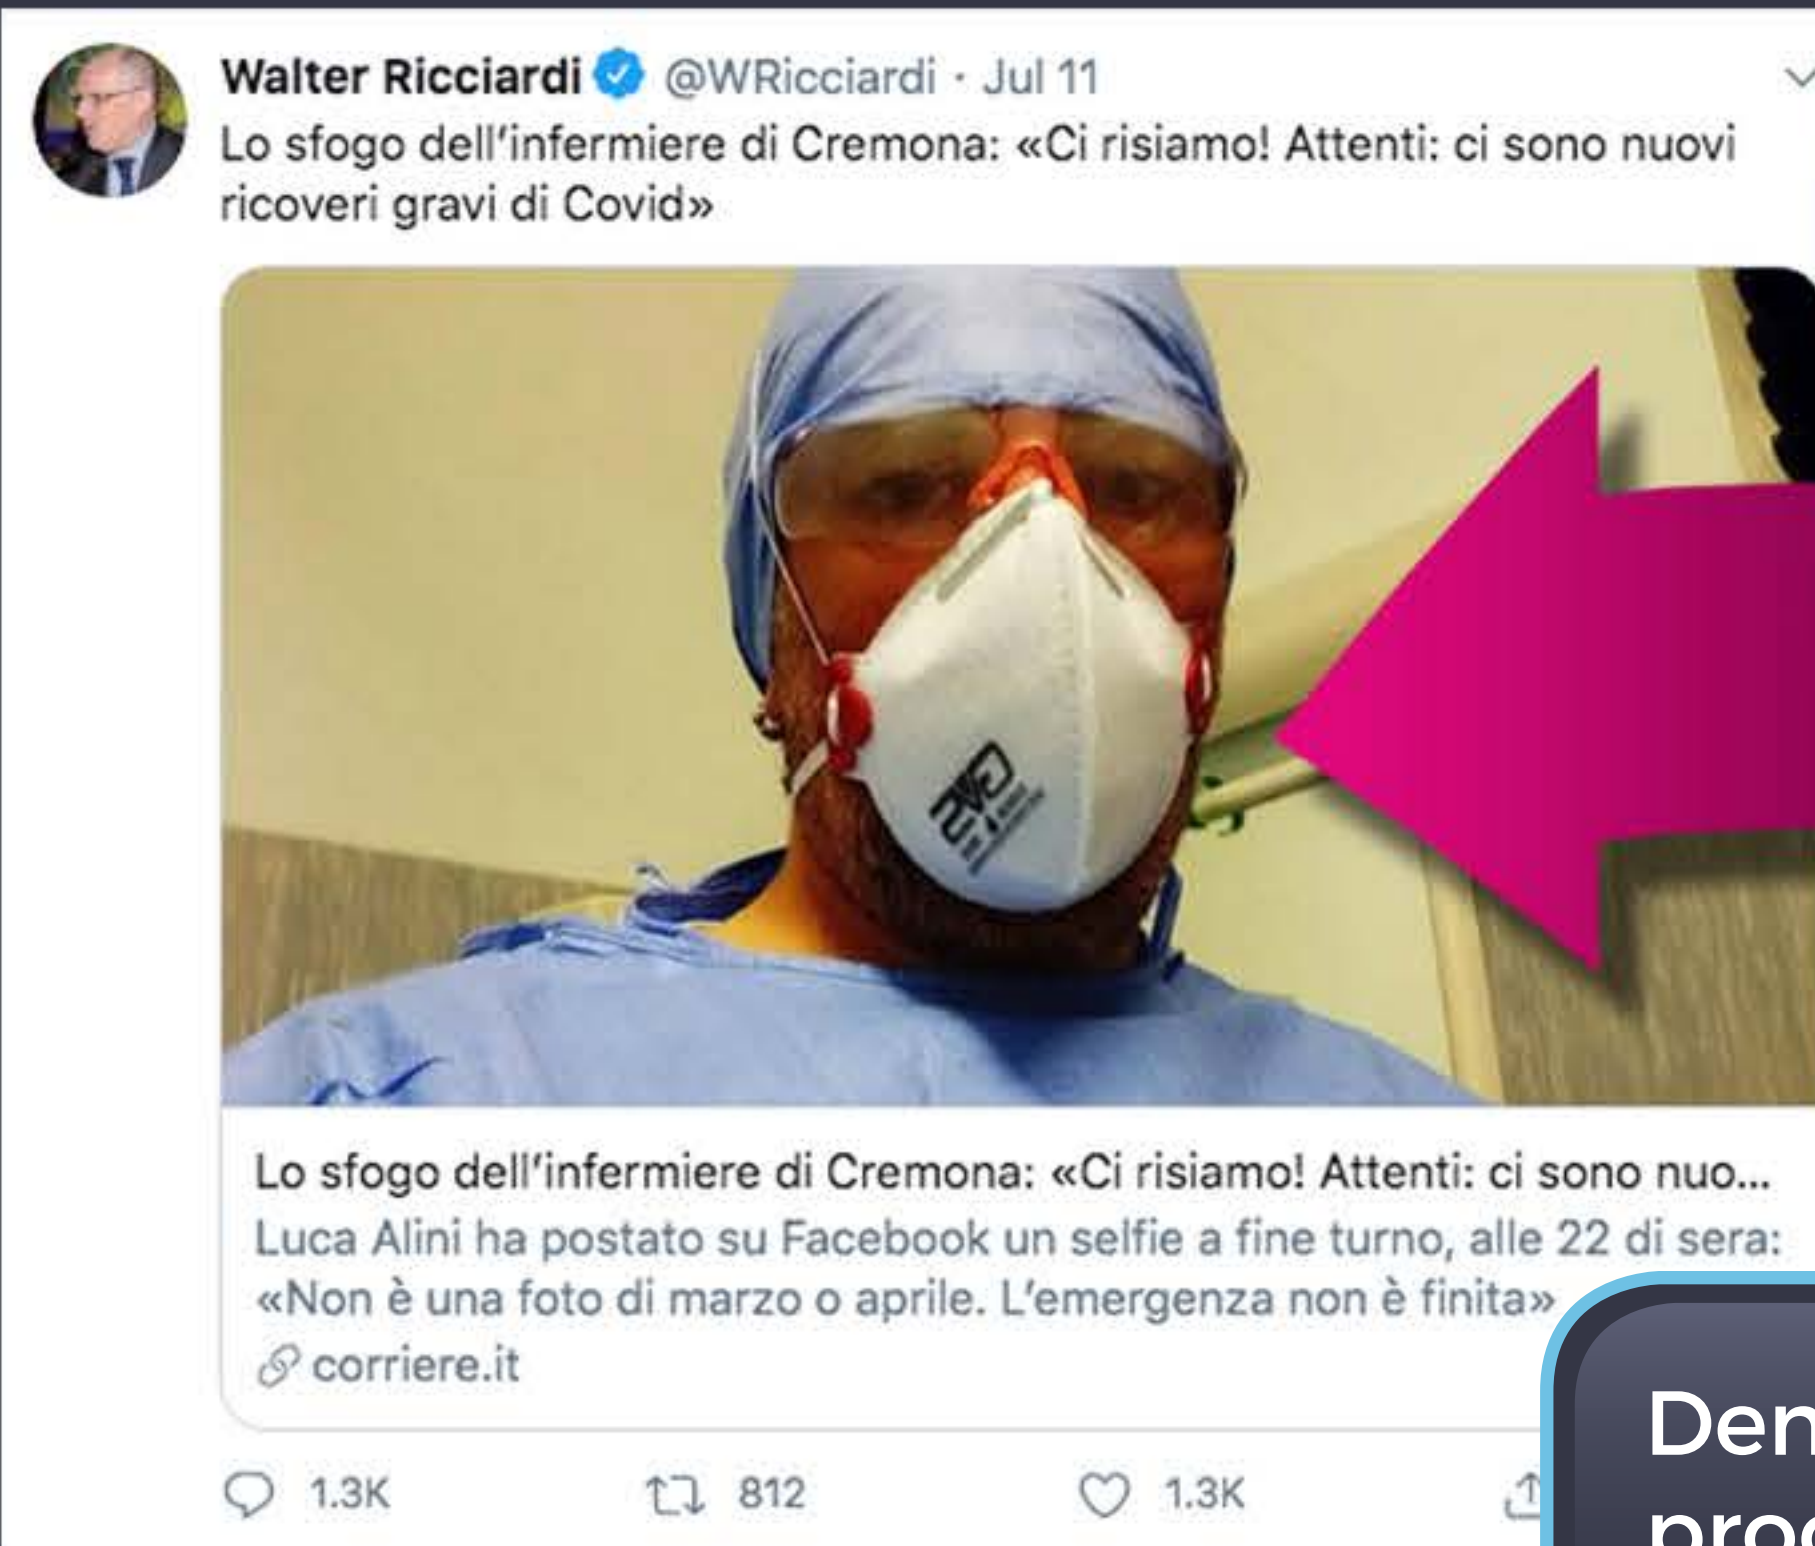 Walter Ricciardi @WRicciardi · Jul 11
Lo sfogo dell'infermiere di Cremona: «Ci risiamo! Attenti: ci sono nuovi
ricoveri gravi di Covid»
Lo sfogo dell'infermiere di Cremona: «Ci risiamo! Attenti: ci sono nuo...
Luca Alini ha postato su Facebook un selfie a fine turno, alle 22 di sera:
«Non è una foto di marzo o aprile. L'emergenza non è finita»
corriere.it
1.3K 812 1.3K